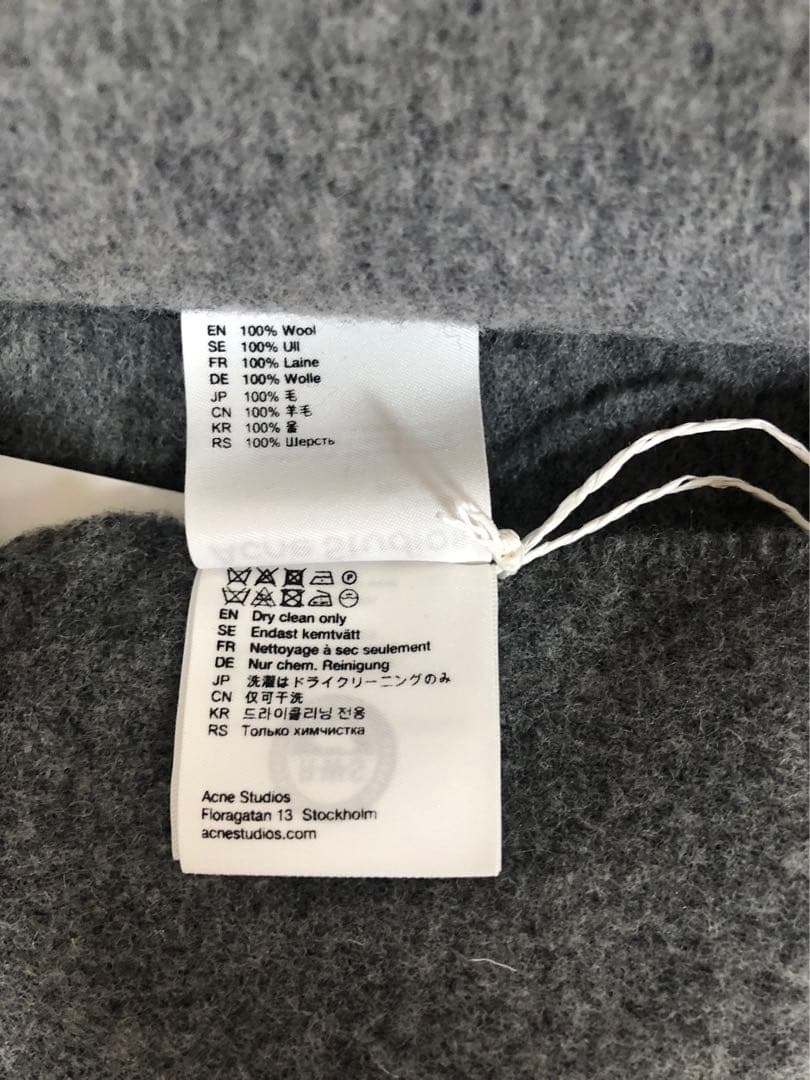 EN 100% Wool
SE 100% Ull
FR 100% Laine
DE 100% Wolle
JP 100% 毛
CN 100% 羊毛
KR 100% 울
RS 100% Шерсть
Acne Studios
EN Dry clean only
SE Endast kemtvätt
FR Nettoyage à sec seulement
DE Nur chem. Reinigung
JP 洗濯はドライクリーニングのみ
CN 仅可干洗
KR 드라이클리닝 전용
RS Только химчистка
Acne Studios
Floragatan 13 Stockholm
acnestudios.com